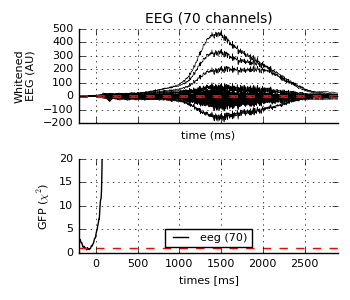 EEG (70 channels)
Whitened
EEG (AU)
500
400
300
200
100
0
−100
−200
time (ms)
GFP (χ²)
20
15
10
5
0
eeg (70)
0 500 1000 1500 2000 2500
times [ms]